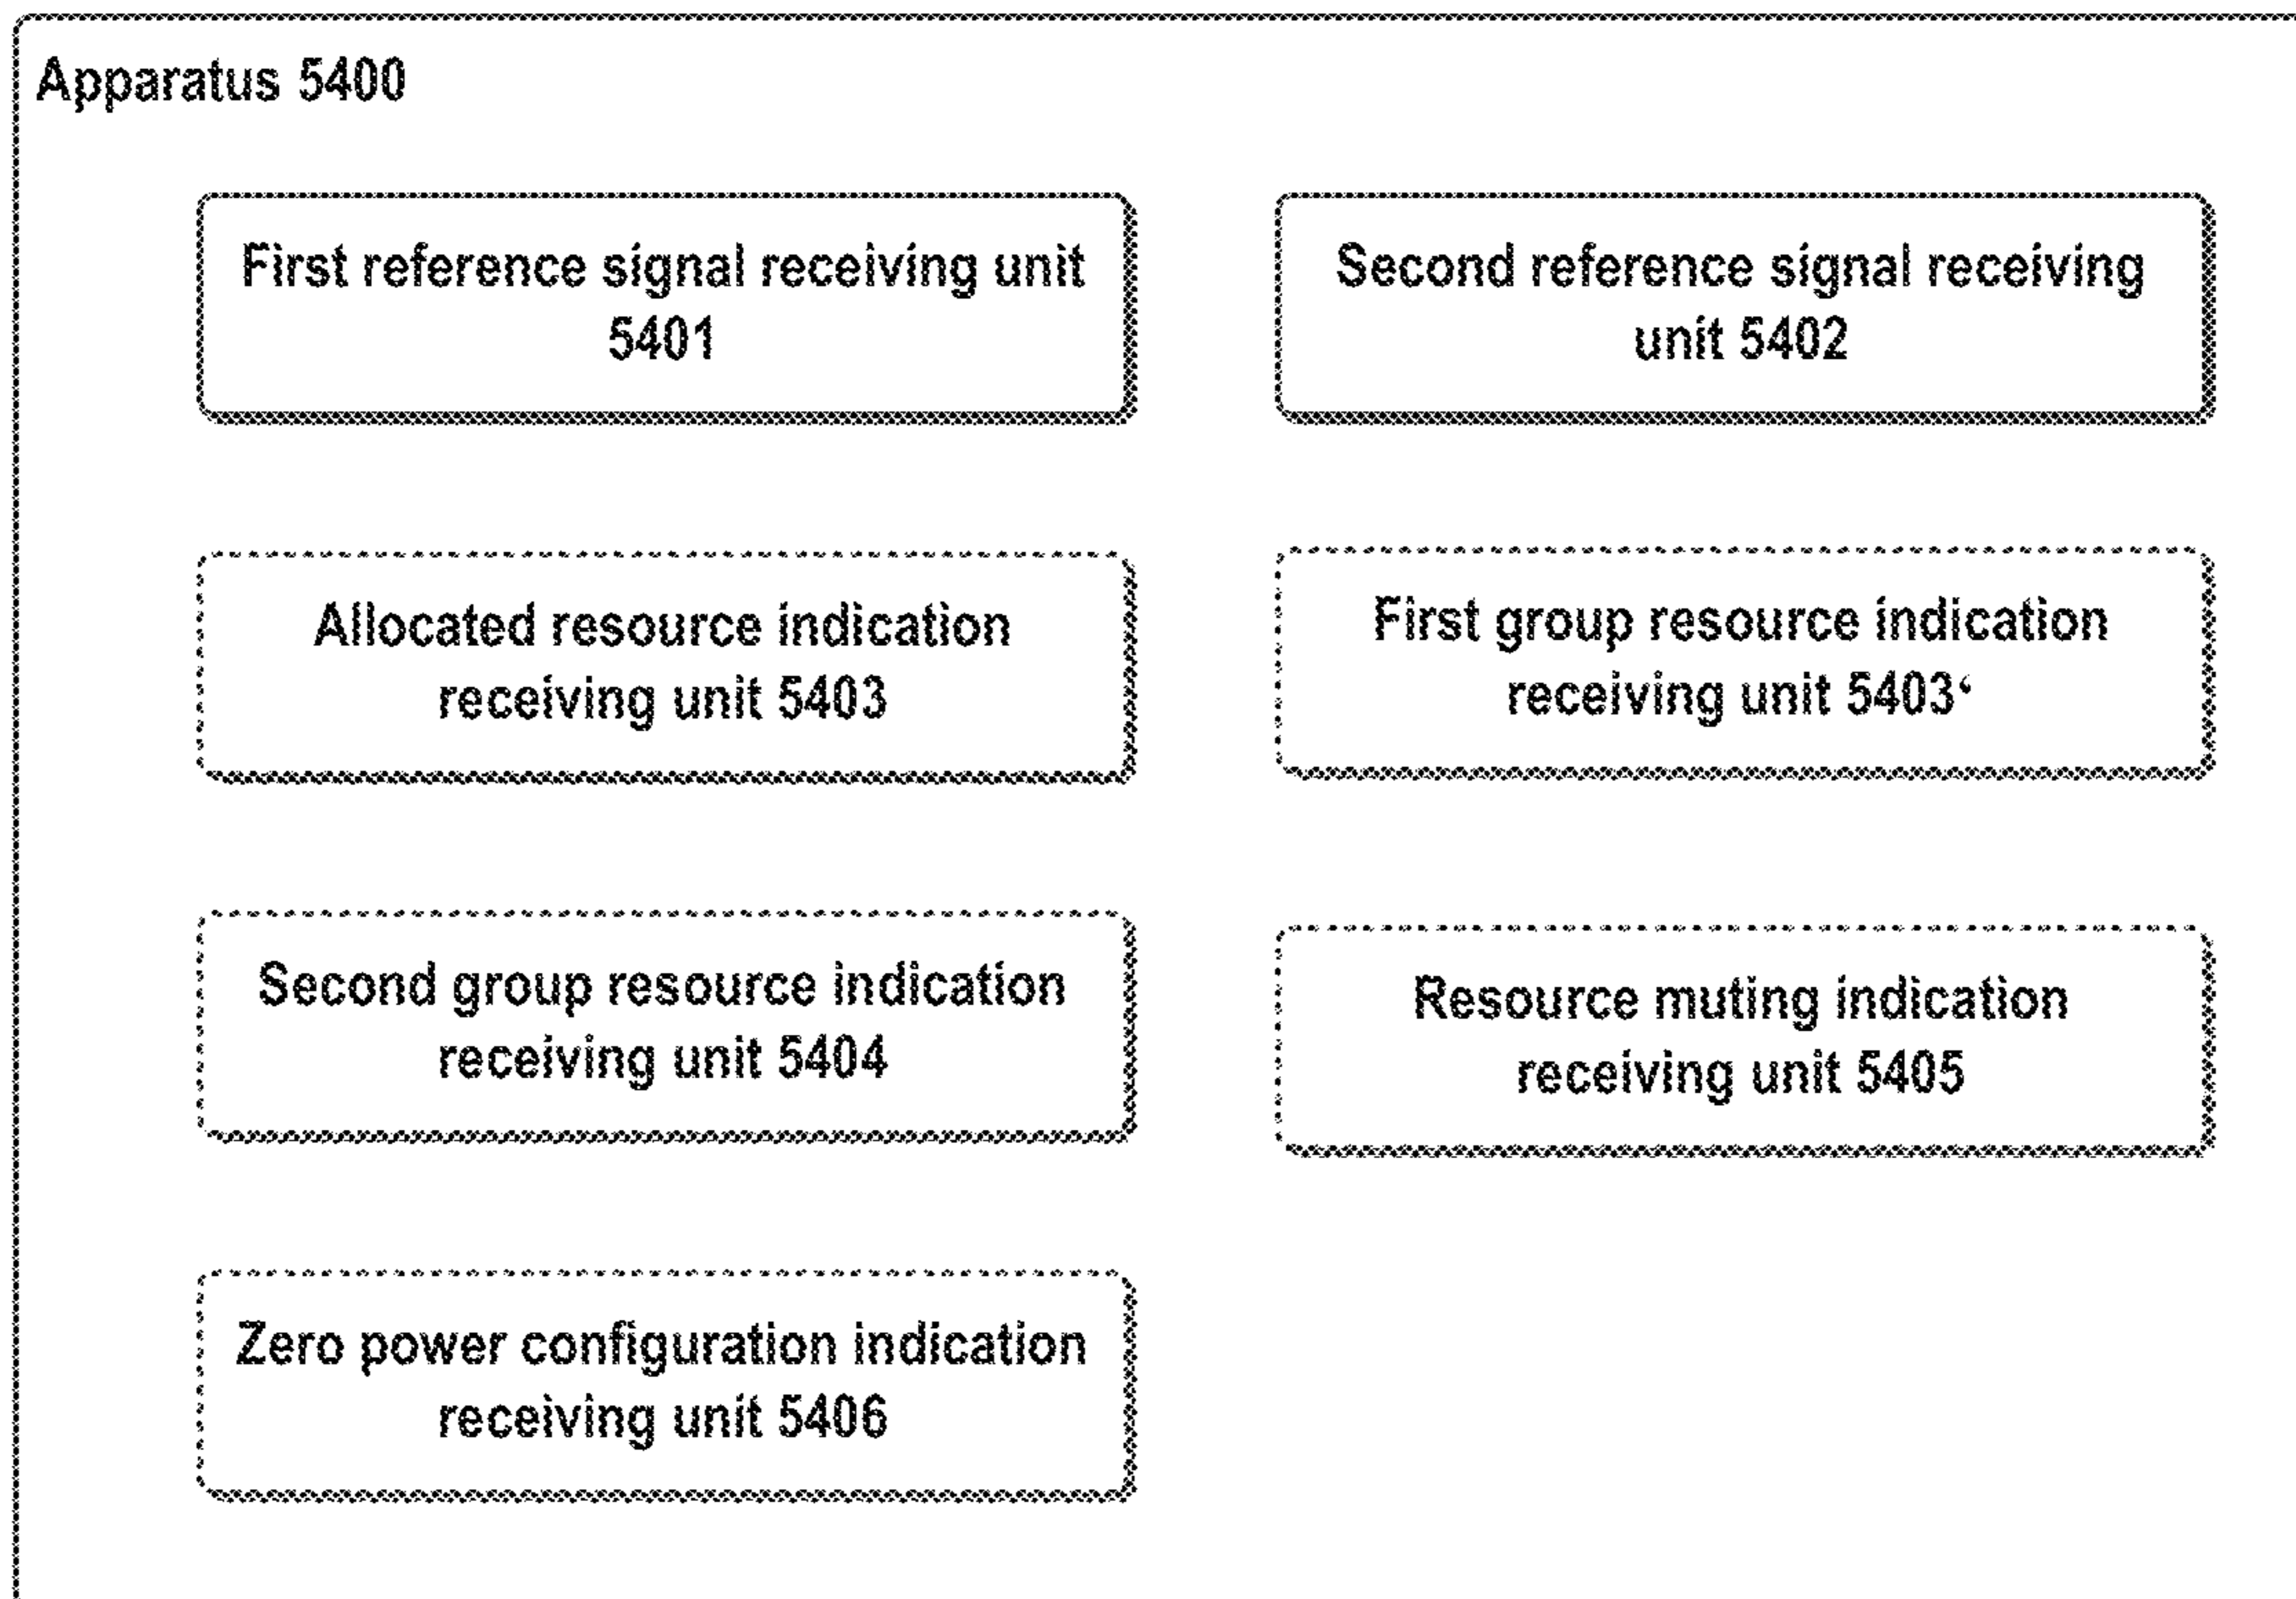 Apparatus 5400
First reference signal receiving unit
5401
Second reference signal receiving
unit 5402
Allocated resource indication
receiving unit 5403
First group resource indication
receiving unit 5403‘
Second group resource indication
receiving unit 5404
Resource muting indication
receiving unit 5405
Zero power configuration indication
receiving unit 5406